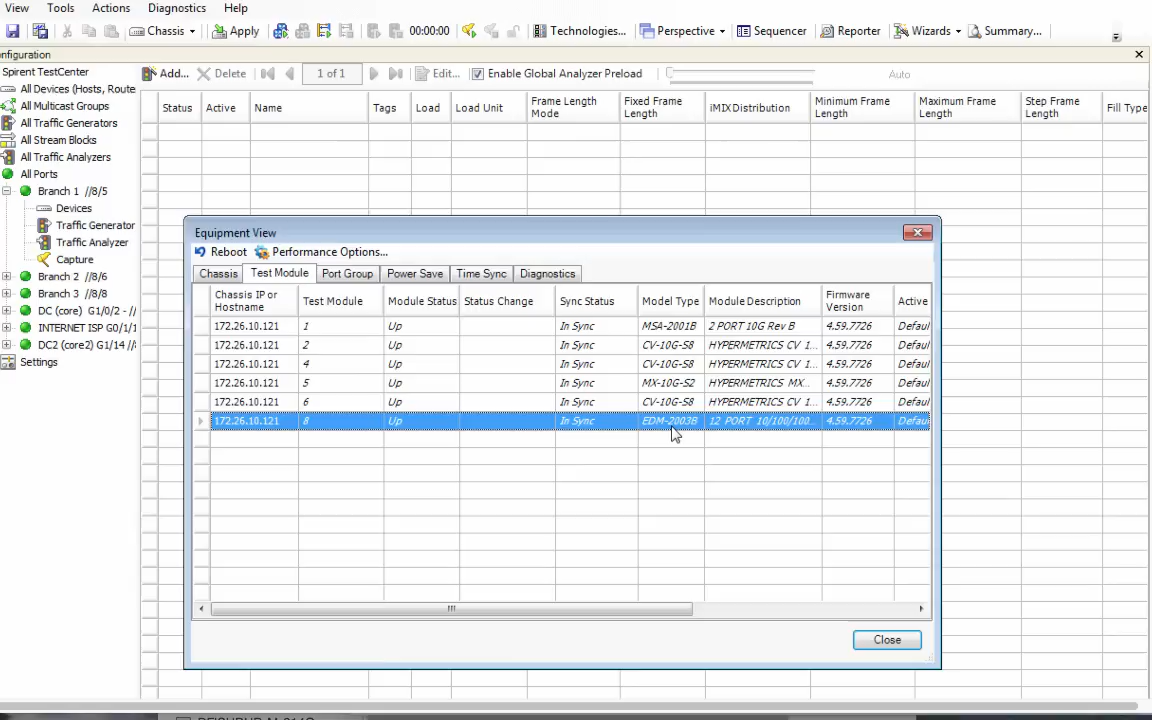 View Tools Actions Diagnostics Help
Chassis Apply 00:00:00 Technologies... Perspective Sequencer Reporter Wizards Summary...
nfiguration
Spirent TestCenter
All Devices (Hosts, Route
All Multicast Groups
All Traffic Generators
All Stream Blocks
All Traffic Analyzers
All Ports
Branch 1 //8/5
Devices
Traffic Generator
Traffic Analyzer
Capture
Branch 2 //8/6
Branch 3 //8/8
DC (core) G1/0/2 - /
INTERNET ISP G0/1/1
DC2 (core2) G1/14 //
Settings
Add... Delete 1 of 1 Edit... Enable Global Analyzer Preload Auto
Status Active Name Tags Load Load Unit Frame Length Mode Fixed Frame Length iMIX Distribution Minimum Frame Length Maximum Frame Length Step Frame Length Fill Type
Equipment View
Reboot Performance Options...
Chassis Test Module Port Group Power Save Time Sync Diagnostics
Chassis IP or Hostname Test Module Module Status Status Change Sync Status Model Type Module Description Firmware Version Active
172.26.10.121 1 Up In Sync MSA-2001B 2 PORT 10G Rev B 4.59.7726 Defaul
172.26.10.121 2 Up In Sync CV-10G-S8 HYPERMETRICS CV 1... 4.59.7726 Defaul
172.26.10.121 4 Up In Sync CV-10G-S8 HYPERMETRICS CV 1... 4.59.7726 Defaul
172.26.10.121 5 Up In Sync MX-10G-S2 HYPERMETRICS MX... 4.59.7726 Defaul
172.26.10.121 6 Up In Sync CV-10G-S8 HYPERMETRICS CV 1... 4.59.7726 Defaul
172.26.10.121 8 Up In Sync EDM-2003B 12 PORT 10/100/100... 4.59.7726 Defaul
Close